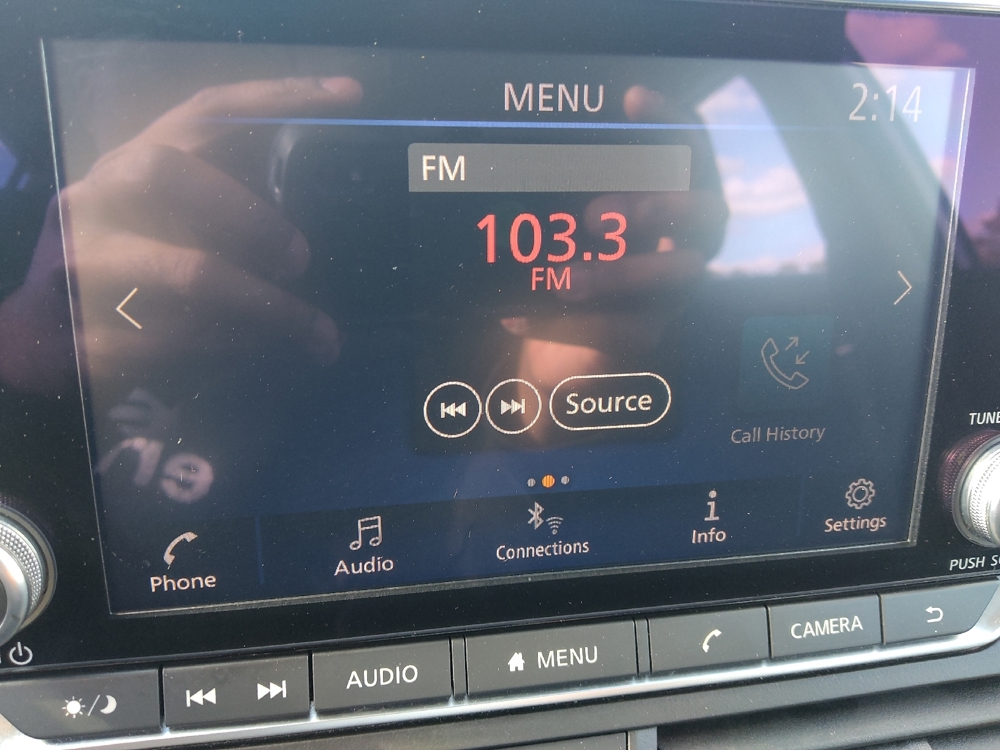 MENU
2:14
FM
103.3
FM
Source
Call History
Phone
Audio
Connections
Info
Settings
TUNE
PUSH
AUDIO
MENU
CAMERA